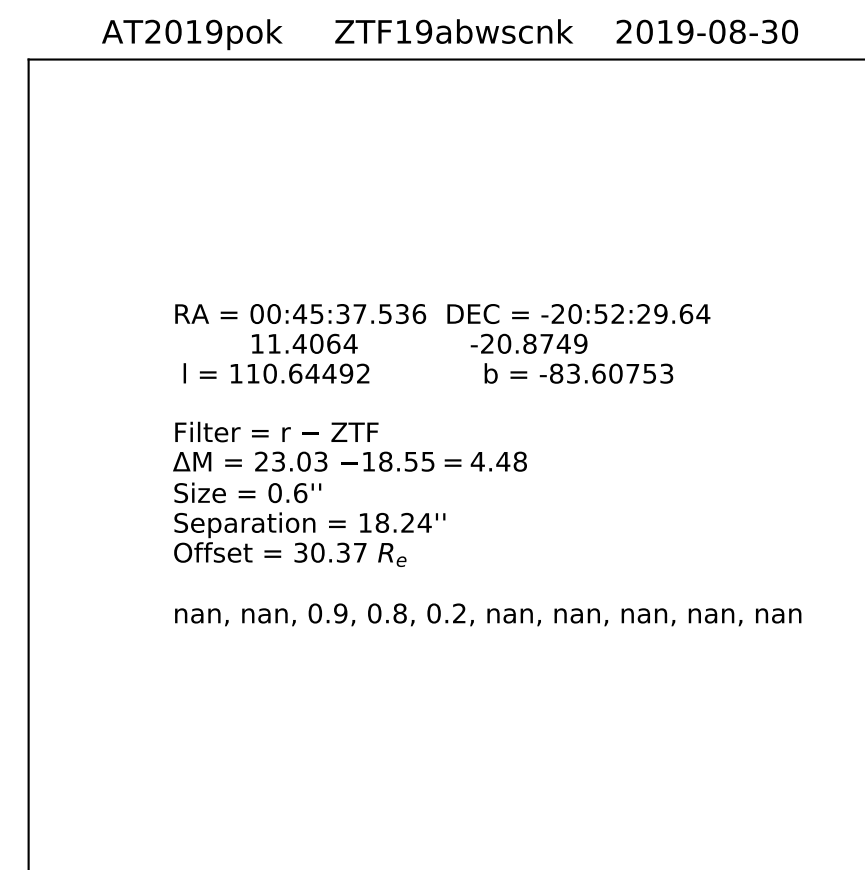 AT2019pok ZTF19abwscnk 2019-08-30
RA = 00:45:37.536 DEC = -20:52:29.64
11.4064 -20.8749
l = 110.64492 b = -83.60753
Filter = r − ZTF
ΔM = 23.03 −18.55 = 4.48
Size = 0.6''
Separation = 18.24''
Offset = 30.37 Re
nan, nan, 0.9, 0.8, 0.2, nan, nan, nan, nan, nan